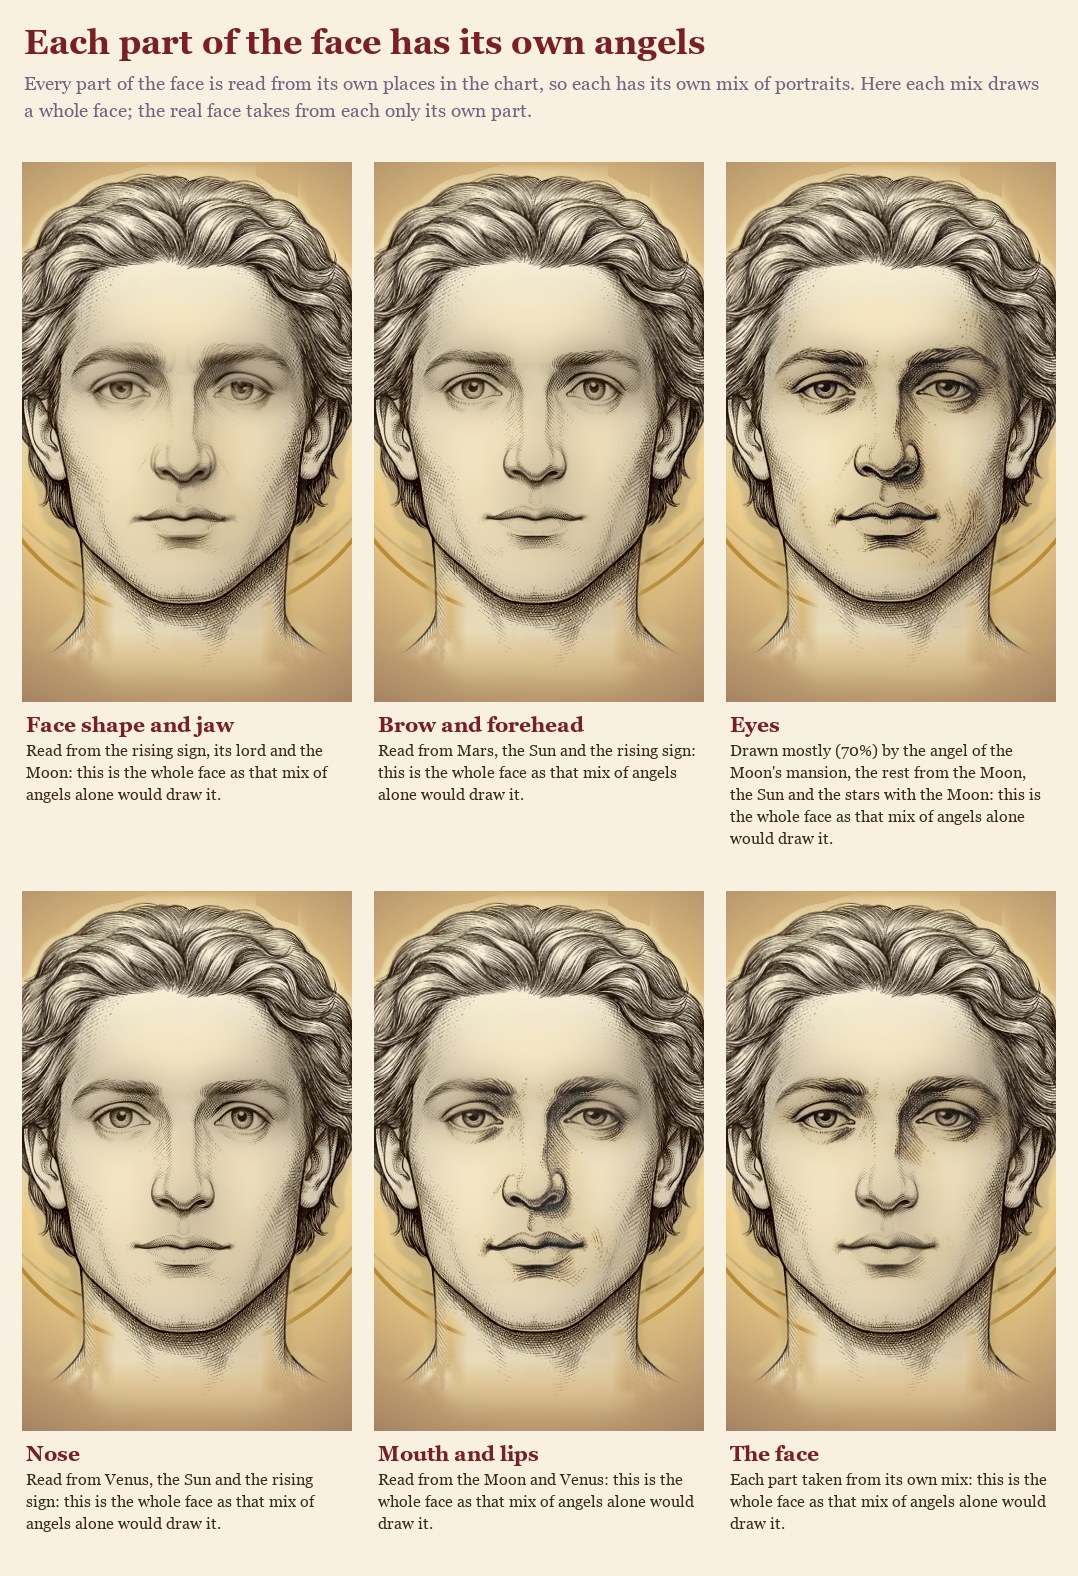 Each part of the face has its own angels
Every part of the face is read from its own places in the chart, so each has its own mix of portraits. Here each mix draws
a whole face; the real face takes from each only its own part.
Face shape and jaw
Read from the rising sign, its lord and the
Moon: this is the whole face as that mix of
angels alone would draw it.
Brow and forehead
Read from Mars, the Sun and the rising sign:
this is the whole face as that mix of angels
alone would draw it.
Eyes
Drawn mostly (70%) by the angel of the
Moon's mansion, the rest from the Moon,
the Sun and the stars with the Moon: this is
the whole face as that mix of angels alone
would draw it.
Nose
Read from Venus, the Sun and the rising
sign: this is the whole face as that mix of
angels alone would draw it.
Mouth and lips
Read from the Moon and Venus: this is the
whole face as that mix of angels alone would
draw it.
The face
Each part taken from its own mix: this is the
whole face as that mix of angels alone would
draw it.